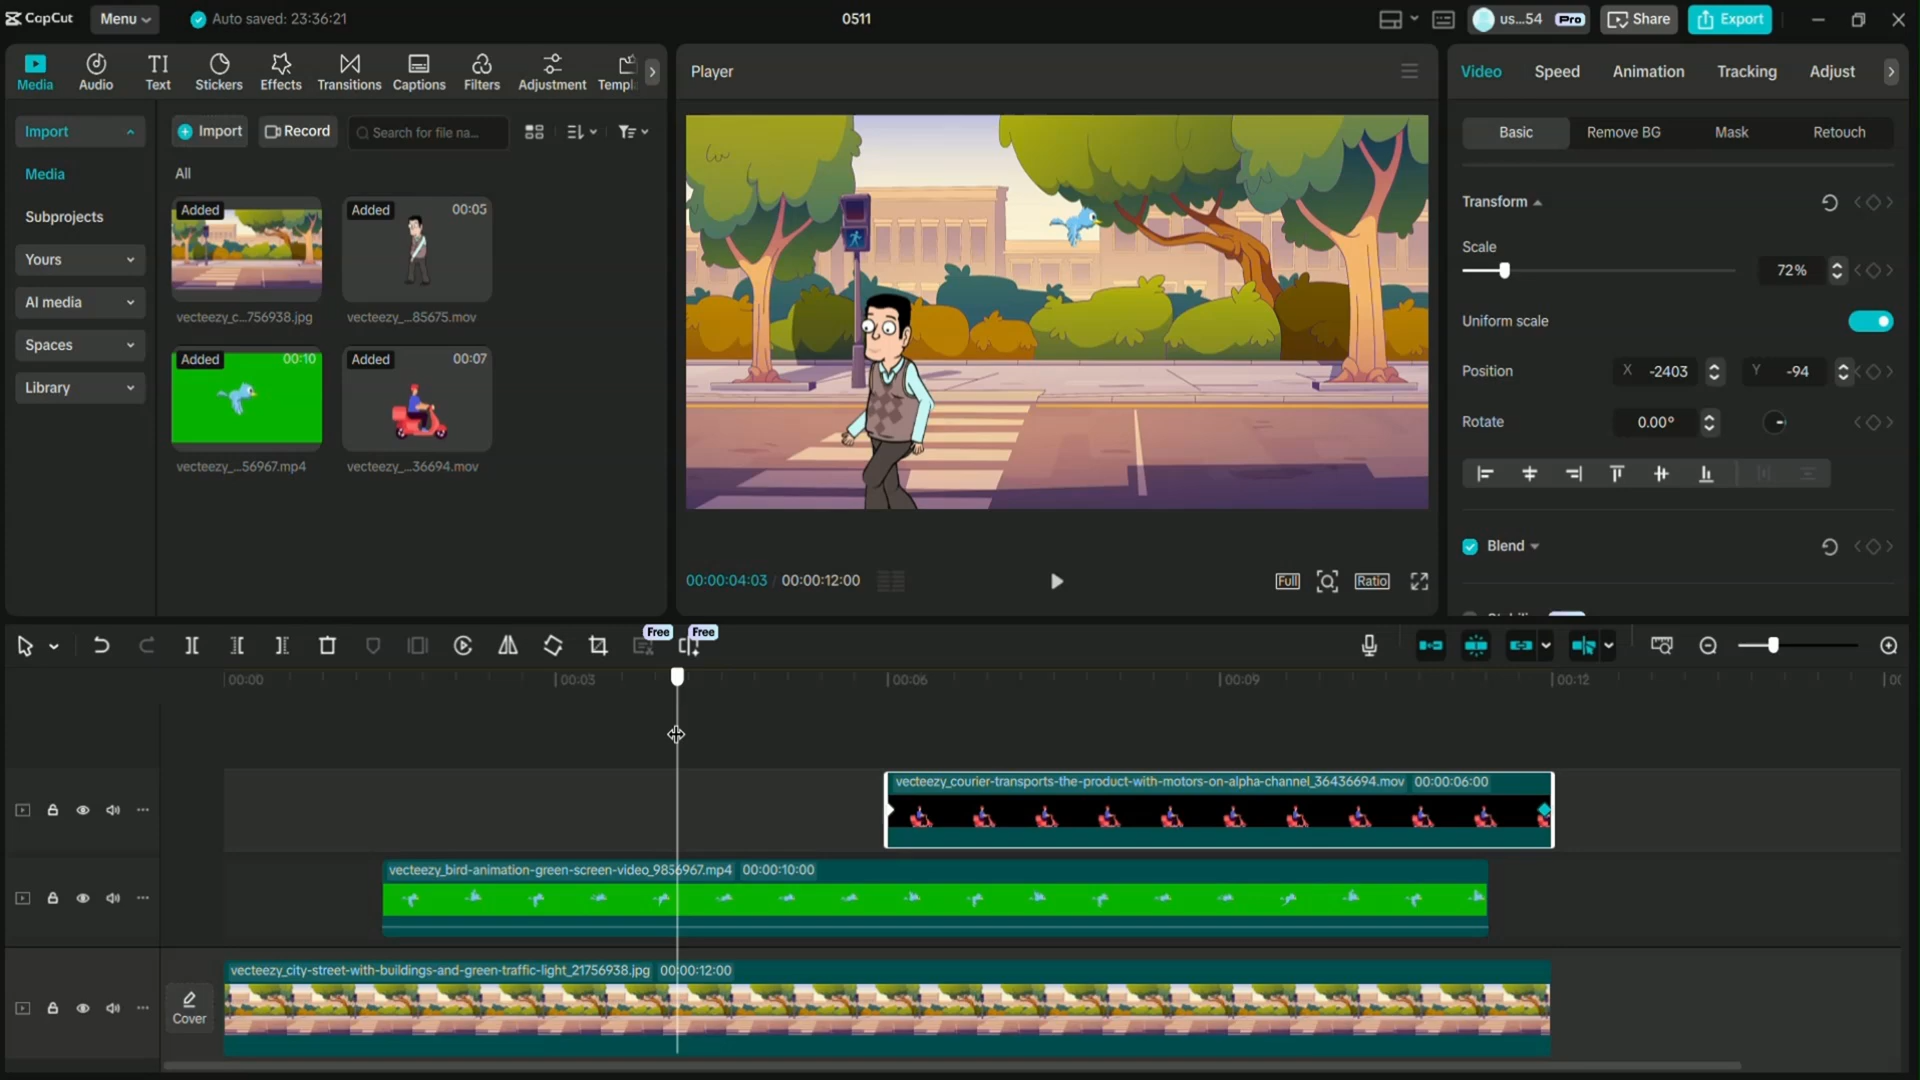 CapCut
Menu
Auto saved: 23:36:21
0511
us...54
Pro
Share
Export
Media
Audio
TI
Text
Stickers
Effects
Transitions
Captions
Filters
Adjustment
Templ
Player
Video
Speed
Animation
Tracking
Adjust
Import
Media
Subprojects
Yours
AI media
Spaces
Library
Import
Record
Search for file na...
All
Added
Added
00:05
vecteezy_c...756938.jpg
vecteezy_...85675.mov
Added
00:10
Added
00:07
vecteezy_...56967.mp4
vecteezy_...36694.mov
00:00:04:03 / 00:00:12:00
Full
Ratio
Basic
Remove BG
Mask
Retouch
Transform
Scale
72%
Uniform scale
Position
X -2403
Y -94
Rotate
0.00°
Blend
Free
Free
00:00
00:03
00:06
00:09
00:12
vecteezy_courier-transports-the-product-with-motors-on-alpha-channel_36436694.mov 00:00:06:00
vecteezy_bird-animation-green-screen-video_9856967.mp4 00:00:10:00
vecteezy_city-street-with-buildings-and-green-traffic-light_21756938.jpg 00:00:12:00
Cover